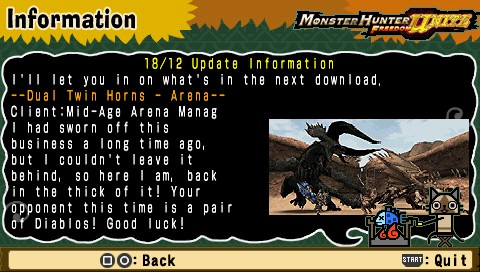 Information
MONSTER HUNTER
FREEDOM UNITE
18/12 Update Information
I'll let you in on what's in the next download,
--Dual Twin Horns - Arena--
Client:Mid-Age Arena Manag
I had sworn off this
business a long time ago,
but I couldn't leave it
behind, so here I am, back
in the thick of it! Your
opponent this time is a pair
of Diablos! Good luck!
: Back
START: Quit